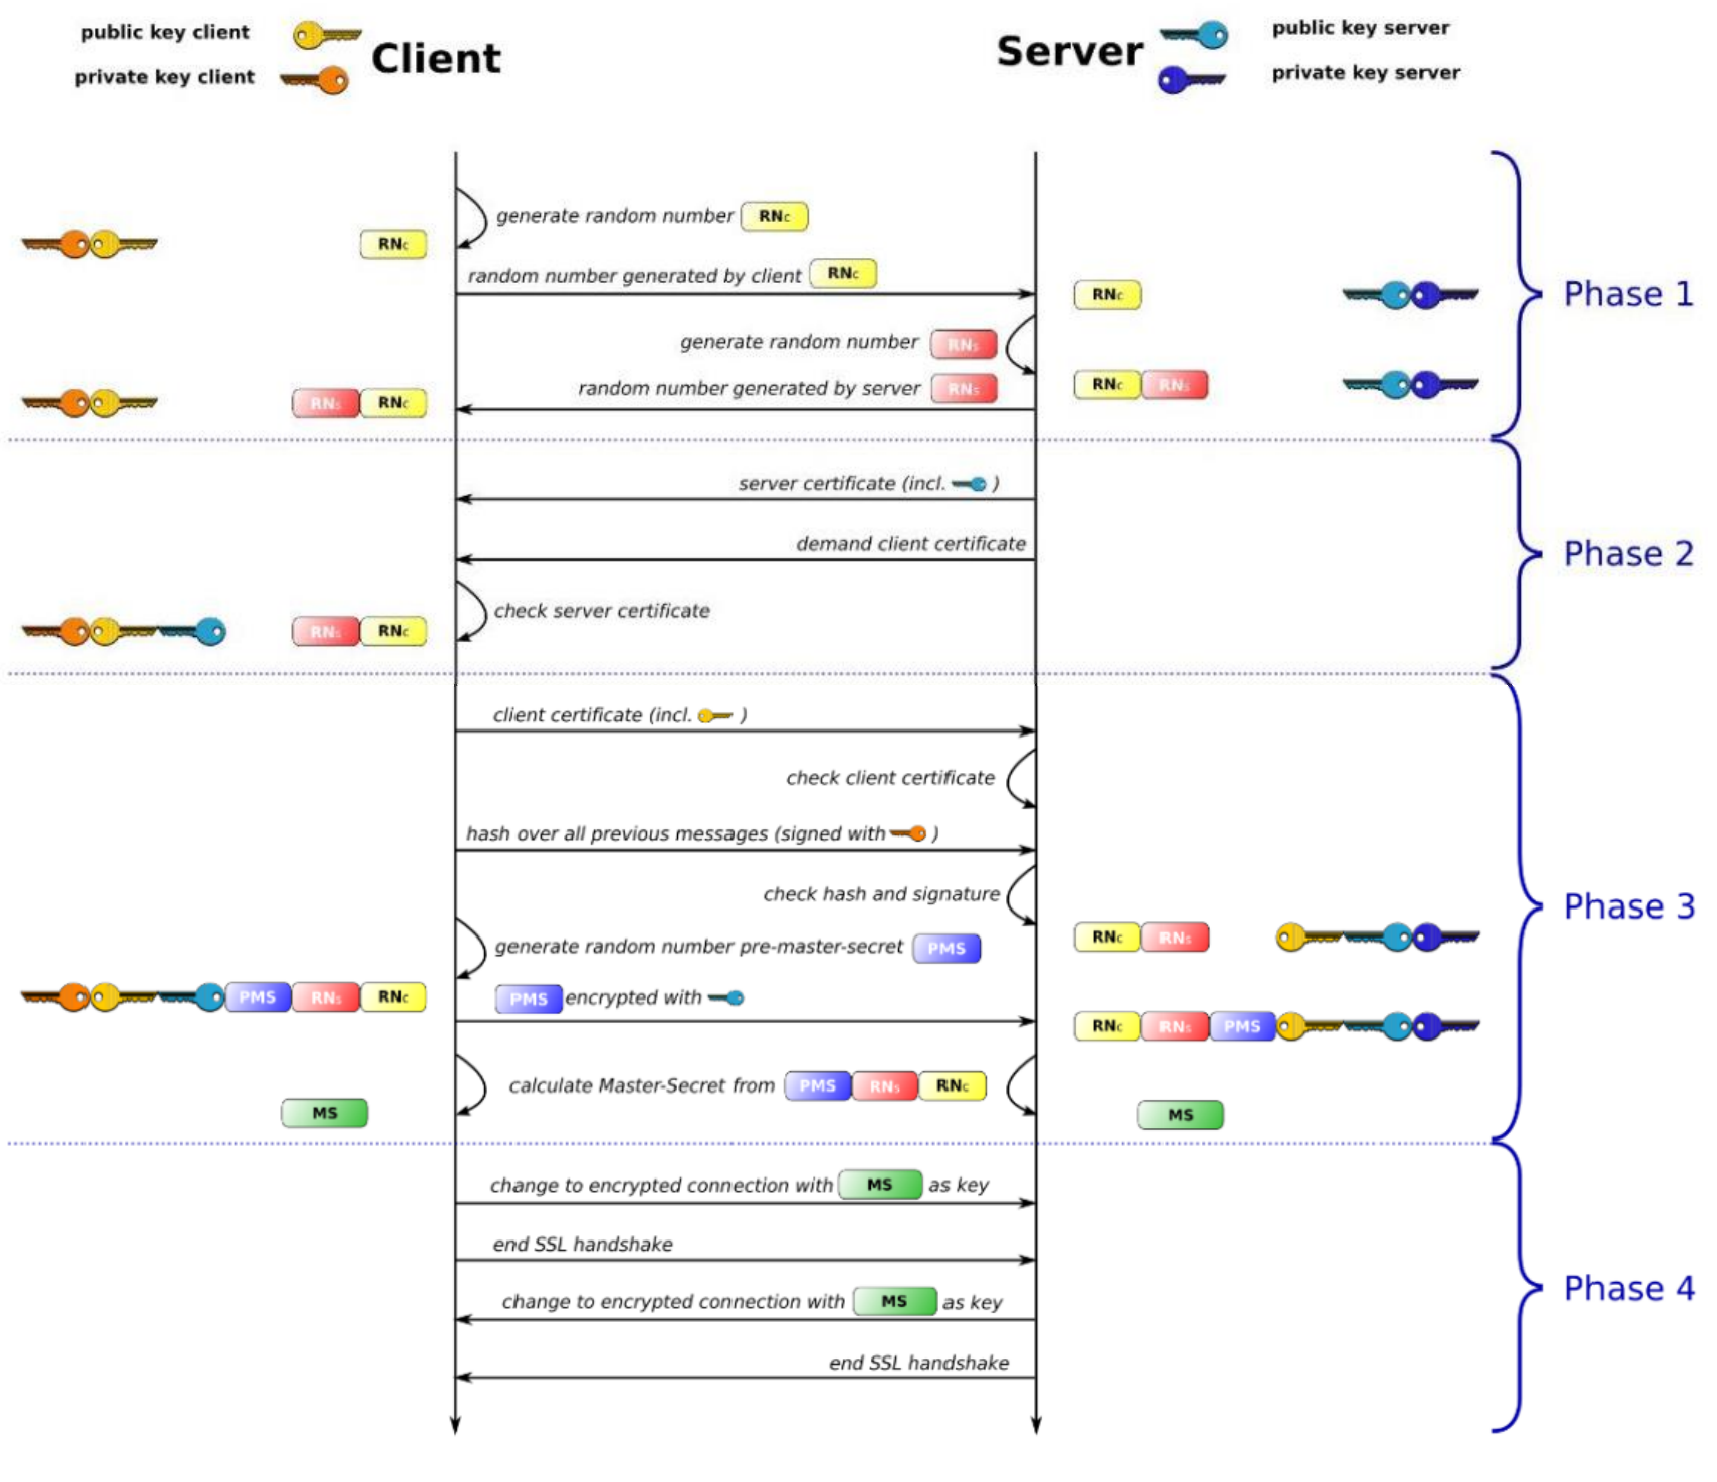 public key client
private key client
Client
Server
public key server
private key server
generate random number RNc
RNc
random number generated by client RNc
RNc
Phase 1
generate random number RNs
RNc RNs
random number generated by server RNs
RNs RNc
server certificate (incl. )
demand client certificate
Phase 2
check server certificate
RNs RNc
client certificate (incl. )
check client certificate
hash over all previous messages (signed with )
check hash and signature
Phase 3
RNc RNs
generate random number pre-master-secret PMS
PMS RNs RNc
PMS encrypted with
RNc RNs PMS
calculate Master-Secret from PMS RNs RNc
MS
MS
change to encrypted connection with MS as key
end SSL handshake
Phase 4
change to encrypted connection with MS as key
end SSL handshake